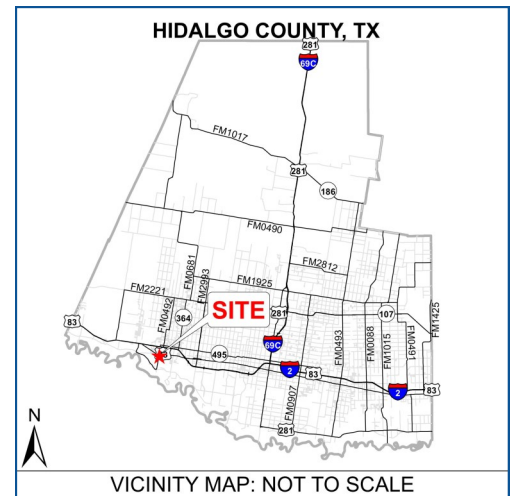 HIDALGO COUNTY, TX
281
69C
FM1017
281
186
FM0490
FM2812
FM0681
FM2993
FM1925
FM2221
FM0492
364
SITE
281
107
FM1425
83
495
69C
FM0493
FM0088
FM1015
FM0491
2
83
FM0907
2
83
281
N
VICINITY MAP: NOT TO SCALE